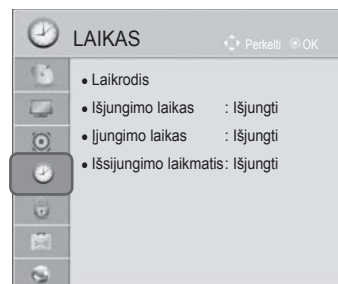 LAIKAS
Perkelti OK
• Laikrodis
• Išjungimo laikas : Išjungti
• Įjungimo laikas : Išjungti
• Išsijungimo laikmatis: Išjungti